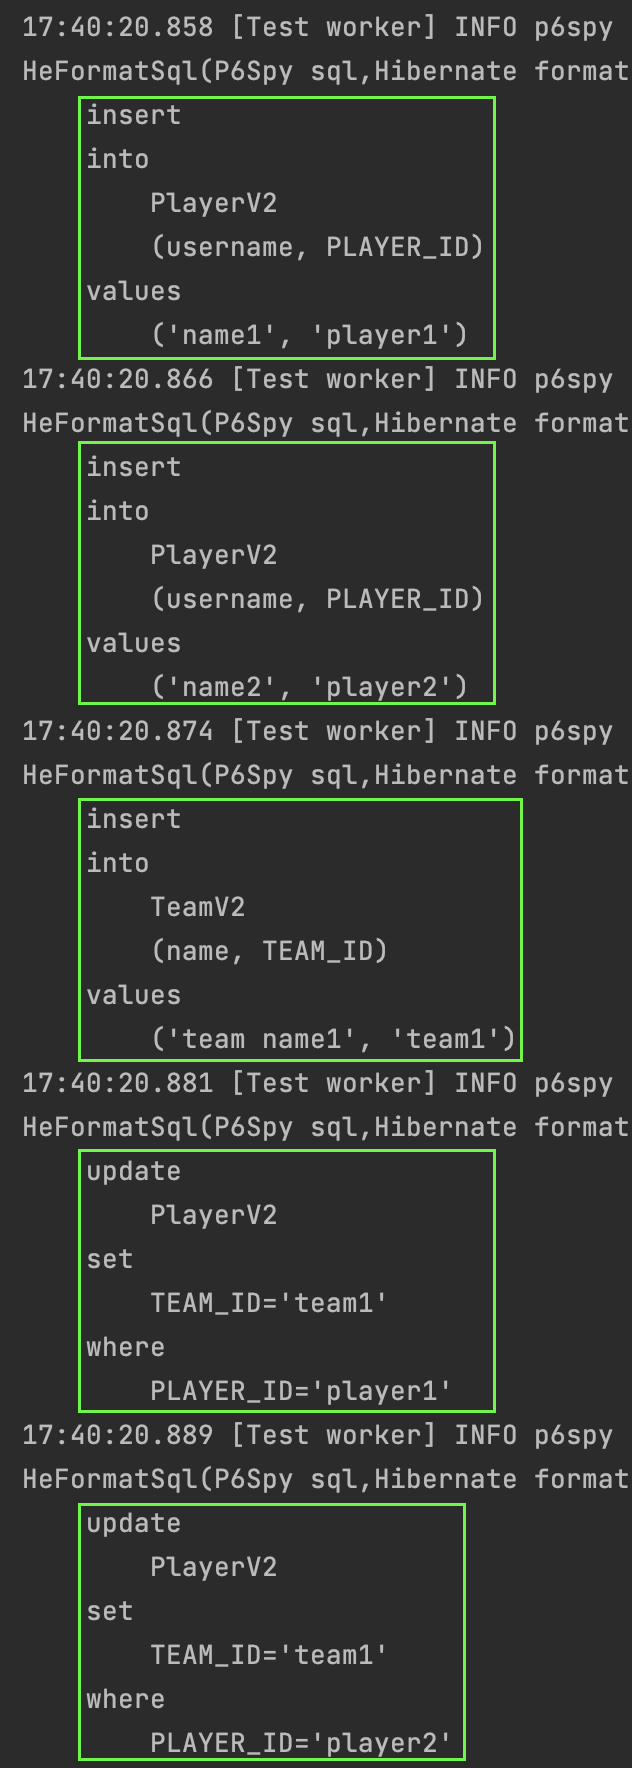 17:40:20.858 [Test worker] INFO p6spy
HeFormatSql(P6Spy sql,Hibernate format
insert
into
PlayerV2
(username, PLAYER_ID)
values
('name1', 'player1')
17:40:20.866 [Test worker] INFO p6spy
HeFormatSql(P6Spy sql,Hibernate format
insert
into
PlayerV2
(username, PLAYER_ID)
values
('name2', 'player2')
17:40:20.874 [Test worker] INFO p6spy
HeFormatSql(P6Spy sql,Hibernate format
insert
into
TeamV2
(name, TEAM_ID)
values
('team name1', 'team1')
17:40:20.881 [Test worker] INFO p6spy
HeFormatSql(P6Spy sql,Hibernate format
update
PlayerV2
set
TEAM_ID='team1'
where
PLAYER_ID='player1'
17:40:20.889 [Test worker] INFO p6spy
HeFormatSql(P6Spy sql,Hibernate format
update
PlayerV2
set
TEAM_ID='team1'
where
PLAYER_ID='player2'